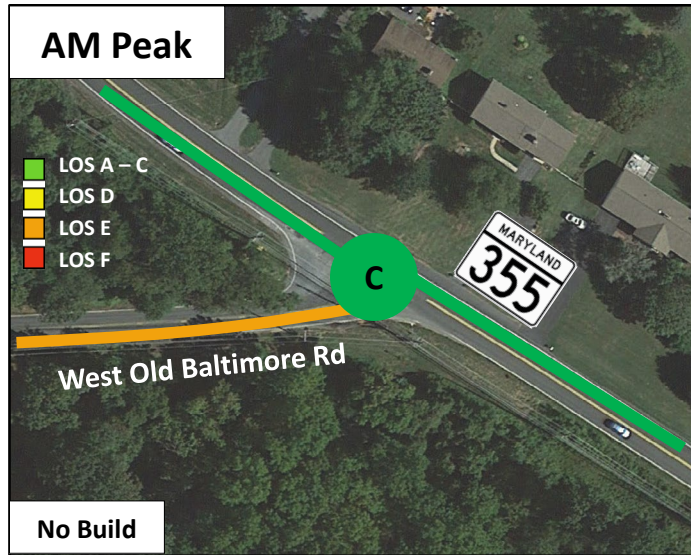 AM Peak
LOS A – C
LOS D
LOS E
LOS F
MARYLAND
355
C
West Old Baltimore Rd
No Build